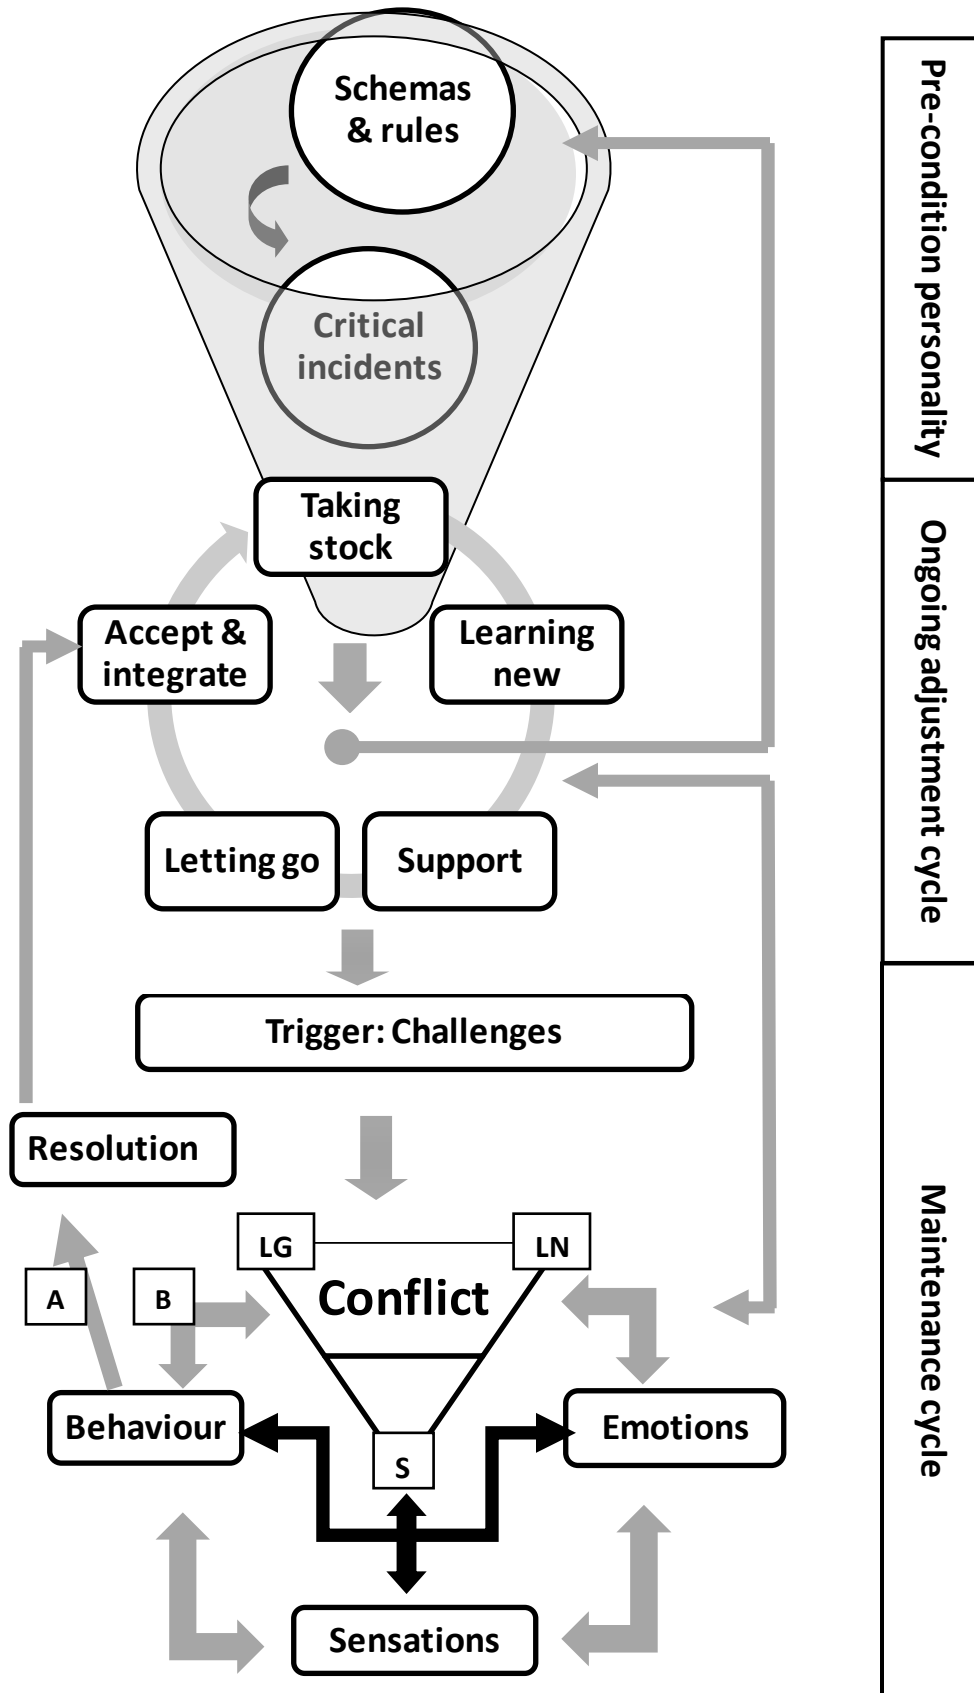 Schemas
& rules
Critical
incidents
Taking
stock
Accept &
integrate
Learning
new
Letting go
Support
Trigger: Challenges
Resolution
LG
LN
A
B
Conflict
Behaviour
Emotions
S
Sensations
Pre-condition personality
Ongoing adjustment cycle
Maintenance cycle